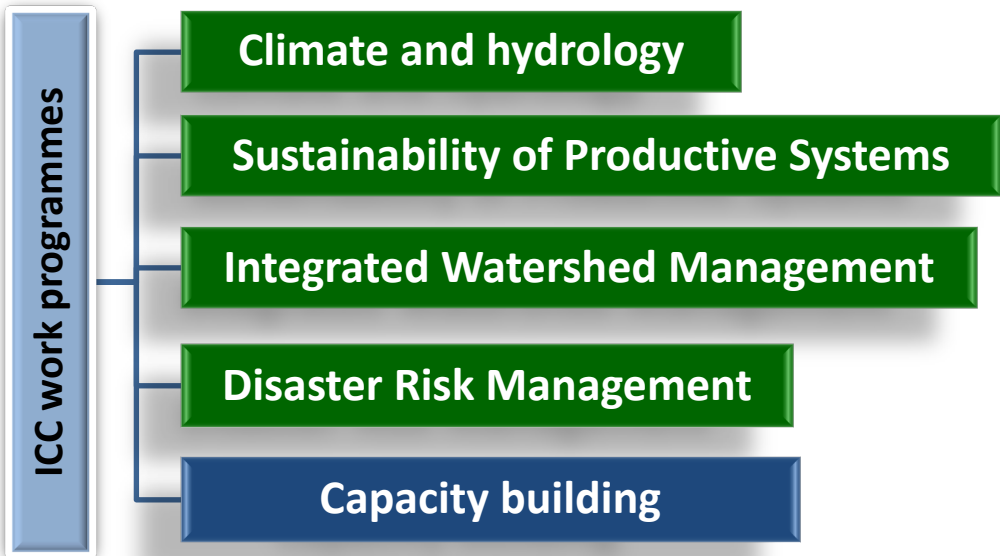 ICC work programmes
Climate and hydrology
Sustainability of Productive Systems
Integrated Watershed Management
Disaster Risk Management
Capacity building